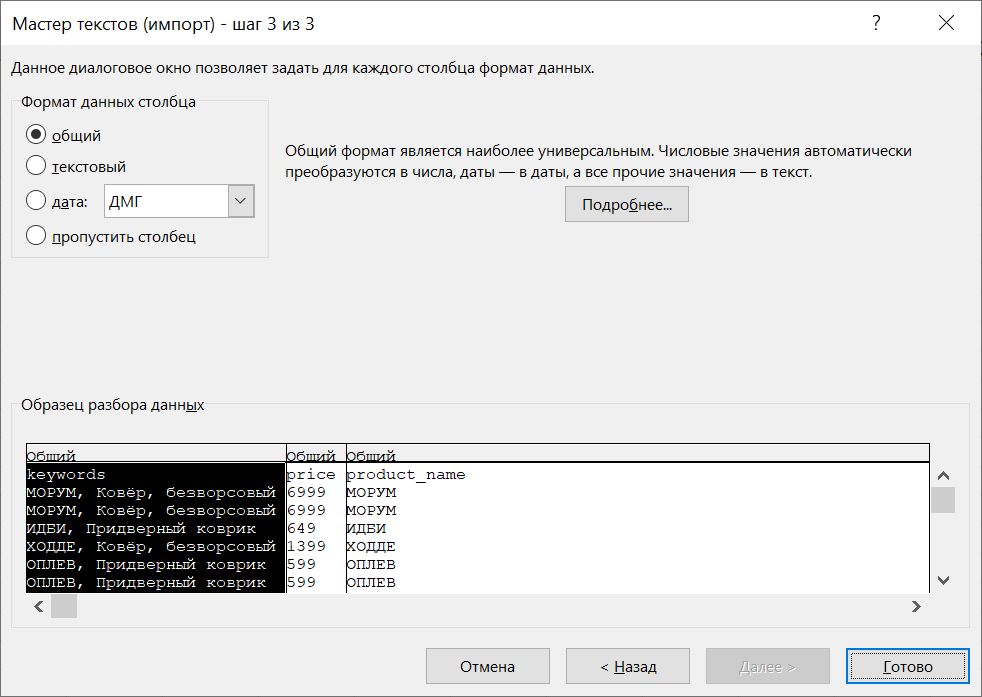 Мастер текстов (импорт) - шаг 3 из 3
?
Данное диалоговое окно позволяет задать для каждого столбца формат данных.
Формат данных столбца
общий
текстовый
дата: ДМГ
пропустить столбец
Общий формат является наиболее универсальным. Числовые значения автоматически
преобразуются в числа, даты — в даты, а все прочие значения — в текст.
Подробнее...
Образец разбора данных
Общий Общий Общий
keywords price product_name
МОРУМ, Ковёр, безворсовый 6999 МОРУМ
МОРУМ, Ковёр, безворсовый 6999 МОРУМ
ИДБИ, Придверный коврик 649 ИДБИ
ХОДДЕ, Ковёр, безворсовый 1399 ХОДДЕ
ОПЛЕВ, Придверный коврик 599 ОПЛЕВ
ОПЛЕВ, Придверный коврик 599 ОПЛЕВ
Отмена < Назад Далее > Готово